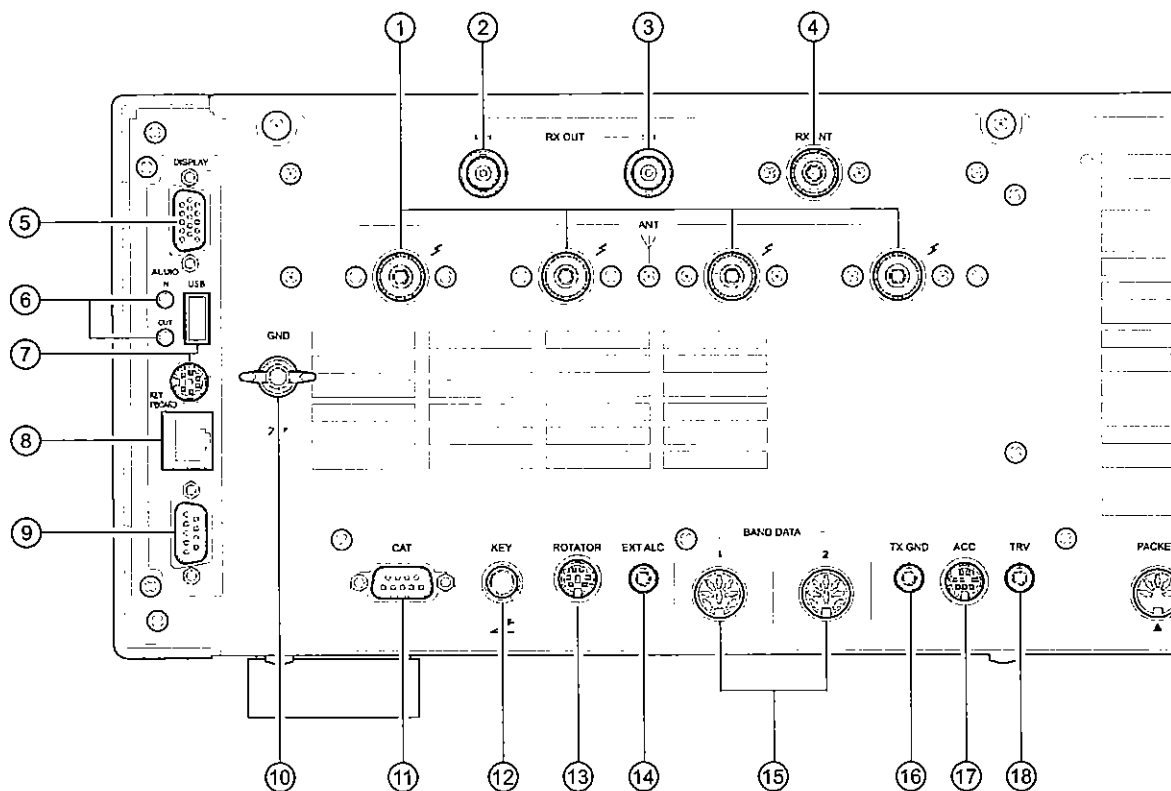 ① ② ③ ④
RX OUT
DISPLAY
⑤
ANT
AUDIO
⑥
USB
OUT
⑦
GND
⑧
⑨
BAND DATA
CAT KEY ROTATOR EXT ALC 1 2 TX GND ACC TRV PACKE
⑩ ⑪ ⑫ ⑬ ⑭ ⑮ ⑯ ⑰ ⑱